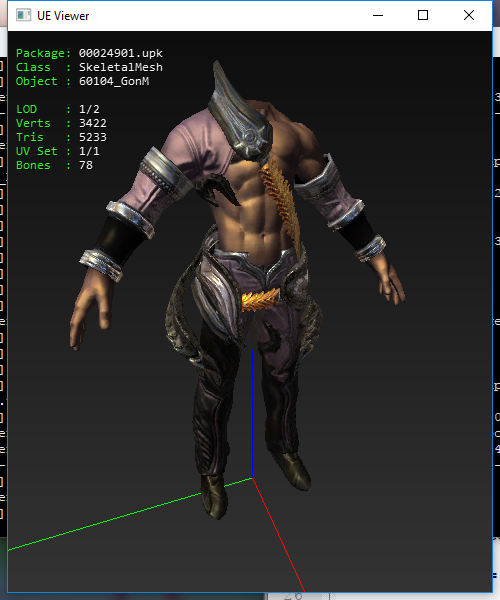 UE Viewer
Package: 00024901.upk
Class : SkeletalMesh
Object : 60104_GonM
LOD : 1/2
Verts : 3422
Tris : 5233
UV Set : 1/1
Bones : 78